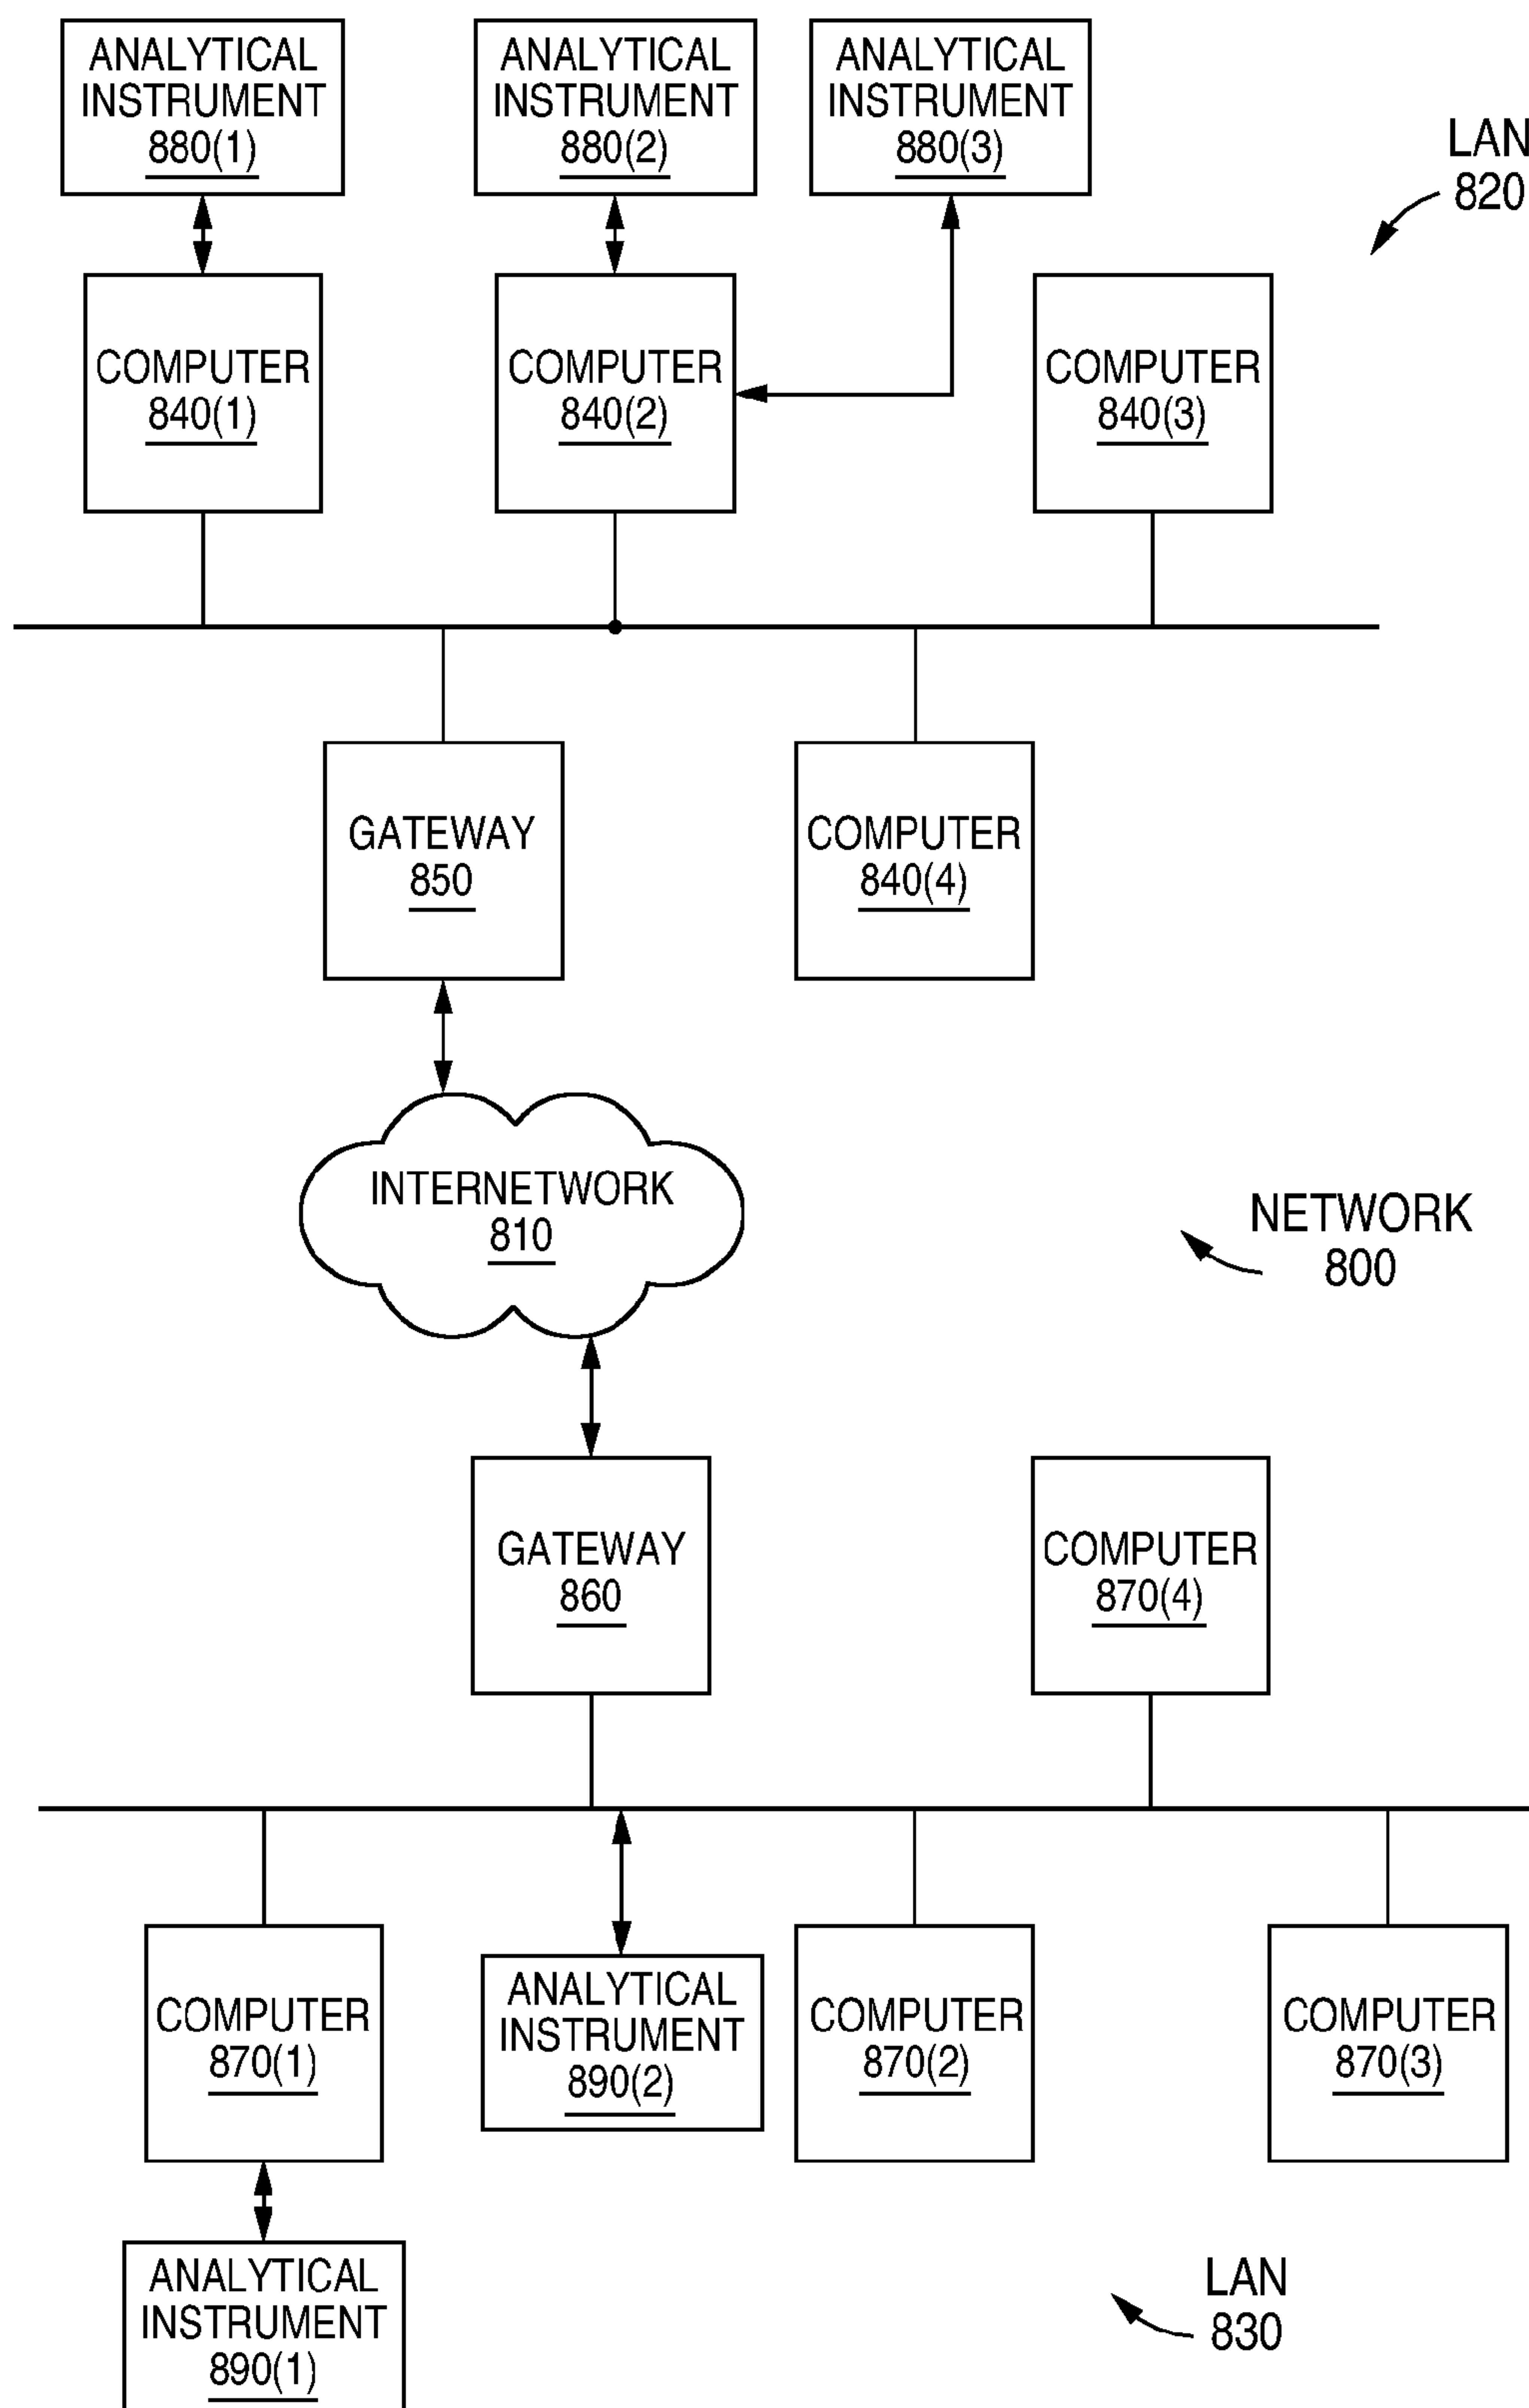 ANALYTICAL
INSTRUMENT
880(1)
ANALYTICAL
INSTRUMENT
880(2)
ANALYTICAL
INSTRUMENT
880(3)
LAN
820
COMPUTER
840(1)
COMPUTER
840(2)
COMPUTER
840(3)
GATEWAY
850
COMPUTER
840(4)
INTERNETWORK
810
NETWORK
800
GATEWAY
860
COMPUTER
870(4)
COMPUTER
870(1)
ANALYTICAL
INSTRUMENT
890(2)
COMPUTER
870(2)
COMPUTER
870(3)
ANALYTICAL
INSTRUMENT
890(1)
LAN
830